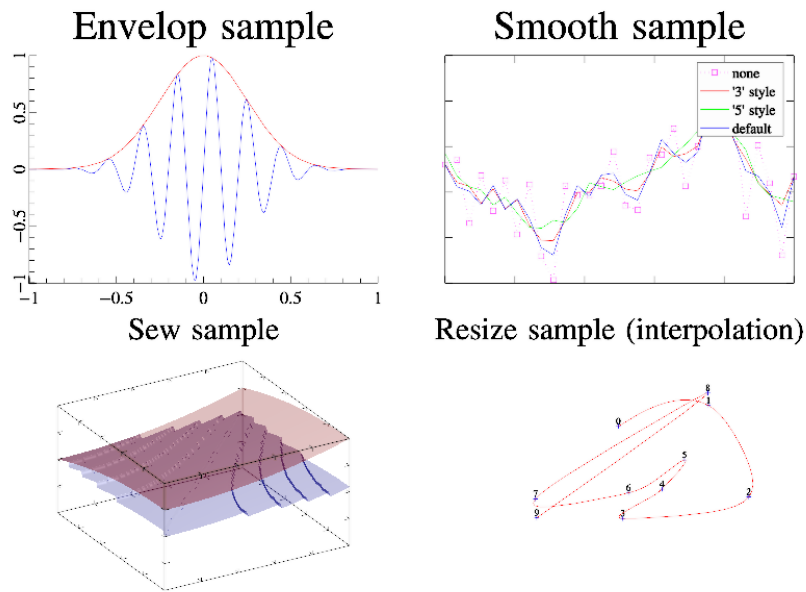 Envelop sample
Smooth sample
1
0.5
0
−0.5
−1
−1 −0.5 0 0.5 1
none
'3' style
'5' style
default
Sew sample
Resize sample (interpolation)
8
1
0
5
6
4
7
2
9
3